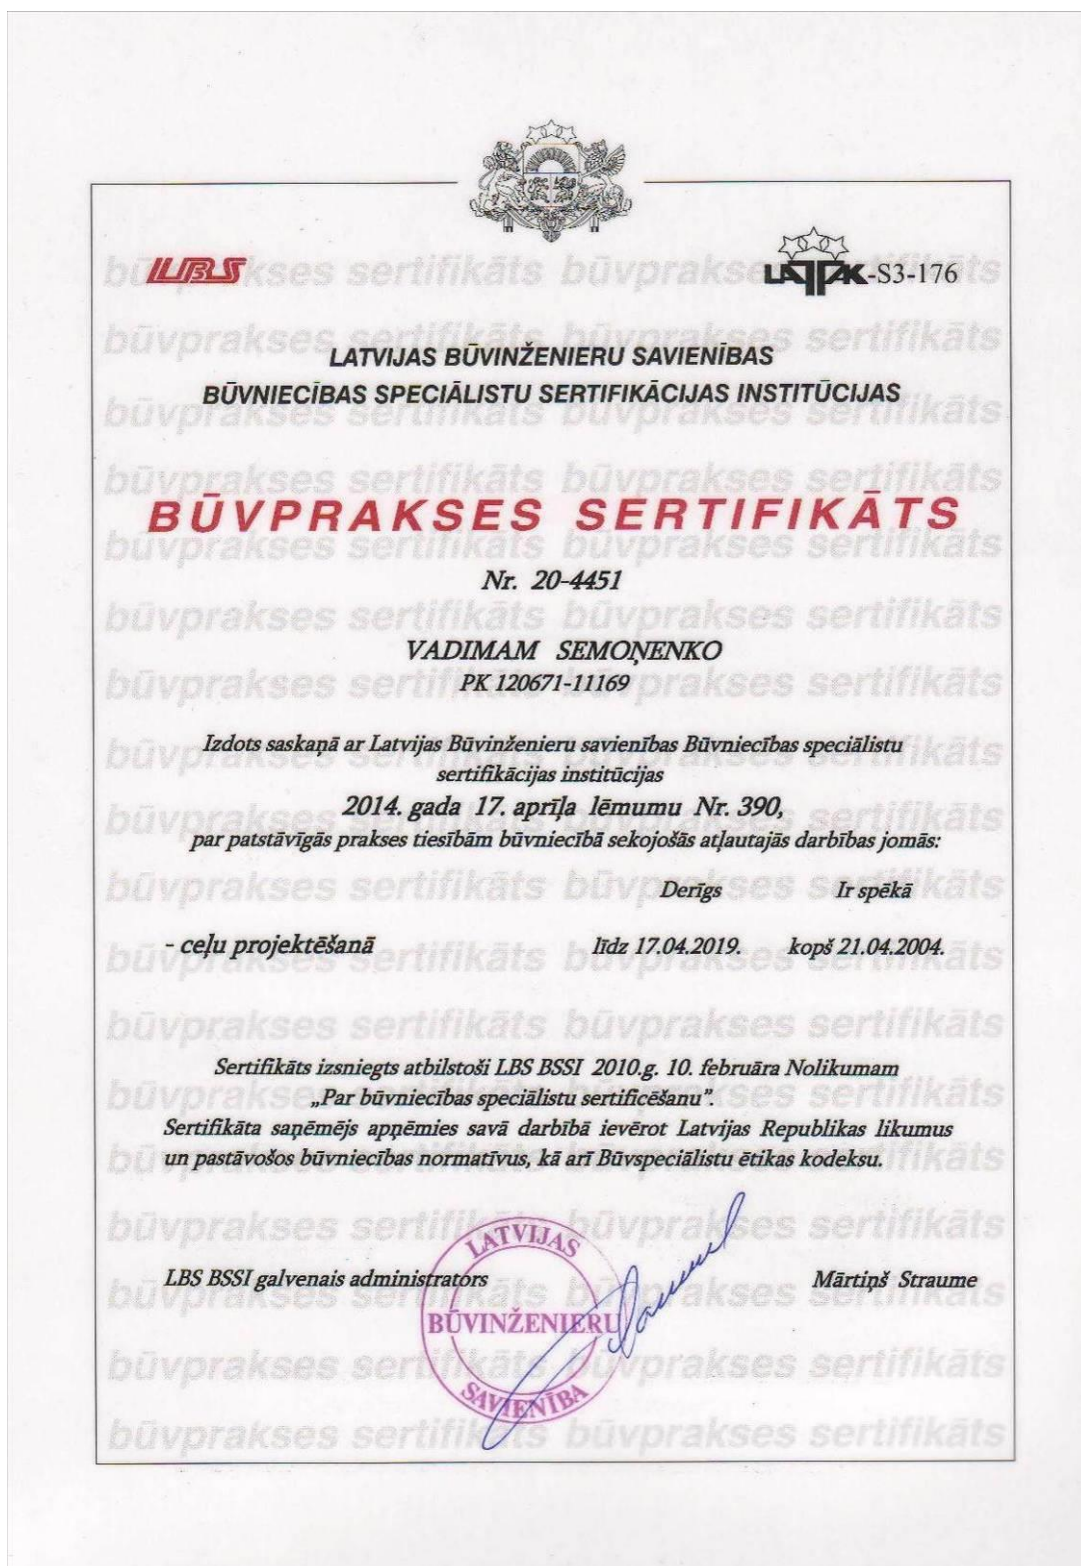 LBS
LATAK-S3-176
LATVIJAS BŪVINŽENIERU SAVIENĪBAS
BŪVNIECĪBAS SPECIĀLISTU SERTIFIKĀCIJAS INSTITŪCIJAS
BŪVPRAKSES SERTIFIKĀTS
Nr. 20-4451
VADIMAM SEMOŅENKO
PK 120671-11169
Izdots saskaņā ar Latvijas Būvinženieru savienības Būvniecības speciālistu
sertifikācijas institūcijas
2014. gada 17. aprīļa lēmumu Nr. 390,
par patstāvīgās prakses tiesībām būvniecībā sekojošās atļautajās darbības jomās:
Derīgs Ir spēkā
- ceļu projektēšanā līdz 17.04.2019. kopš 21.04.2004.
Sertifikāts izsniegts atbilstoši LBS BSSI 2010.g. 10. februāra Nolikumam
„Par būvniecības speciālistu sertificēšanu”.
Sertifikāta saņēmējs apņēmies savā darbībā ievērot Latvijas Republikas likumus
un pastāvošos būvniecības normatīvus, kā arī Būvspeciālistu ētikas kodeksu.
LBS BSSI galvenais administrators Mārtiņš Straume
LATVIJAS
BŪVINŽENIERU
SAVIENĪBA